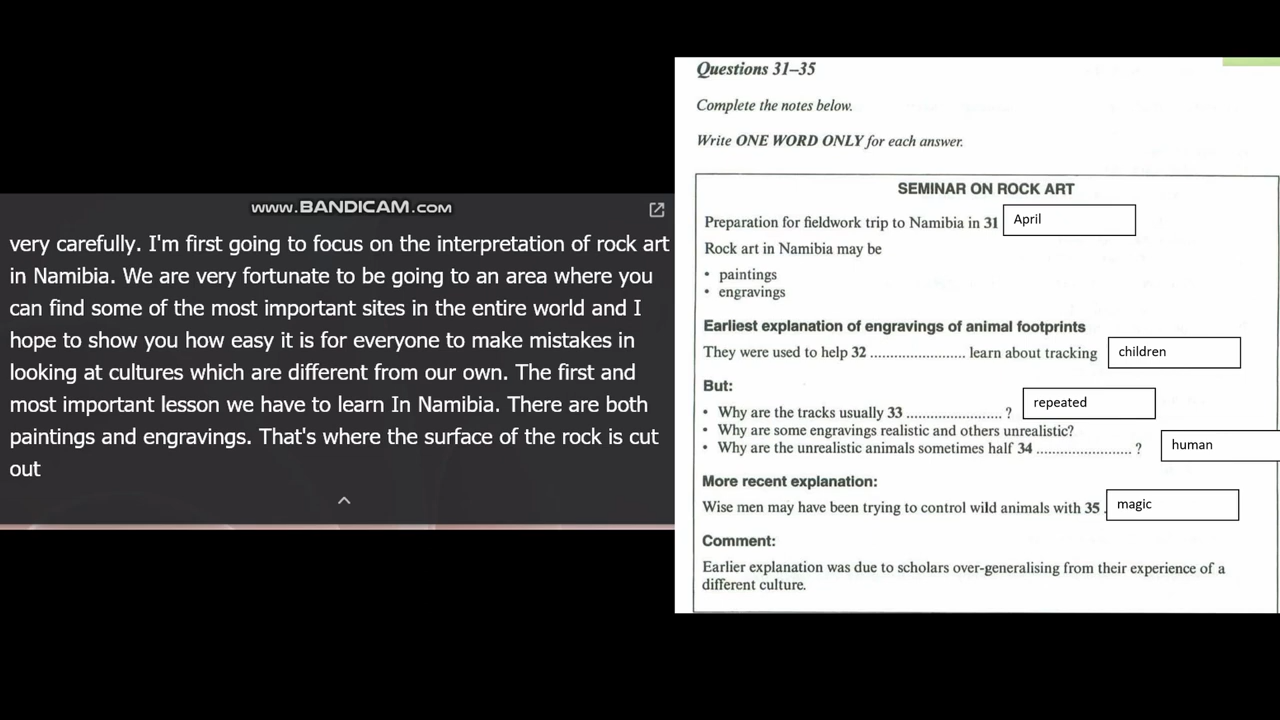 www.BANDICAM.com
very carefully. I'm first going to focus on the interpretation of rock art
in Namibia. We are very fortunate to be going to an area where you
can find some of the most important sites in the entire world and I
hope to show you how easy it is for everyone to make mistakes in
looking at cultures which are different from our own. The first and
most important lesson we have to learn In Namibia. There are both
paintings and engravings. That's where the surface of the rock is cut
out
Questions 31–35
Complete the notes below.
Write ONE WORD ONLY for each answer.
SEMINAR ON ROCK ART
Preparation for fieldwork trip to Namibia in 31 April
Rock art in Namibia may be
• paintings
• engravings
Earliest explanation of engravings of animal footprints
They were used to help 32 ........................ learn about tracking children
But:
• Why are the tracks usually 33 ........................ ? repeated
• Why are some engravings realistic and others unrealistic?
• Why are the unrealistic animals sometimes half 34 ........................ ? human
More recent explanation:
Wise men may have been trying to control wild animals with 35 . magic
Comment:
Earlier explanation was due to scholars over-generalising from their experience of a
different culture.